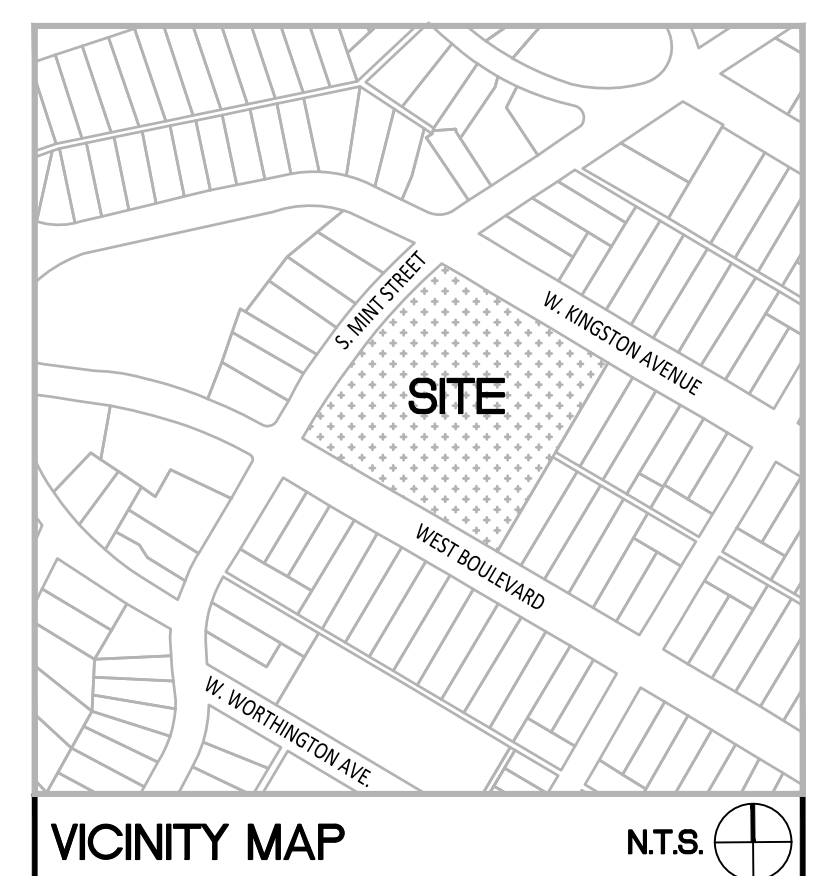 S. MINT STREET
W. KINGSTON AVENUE
SITE
WEST BOULEVARD
W. WORTHINGTON AVE.
VICINITY MAP
N.T.S.